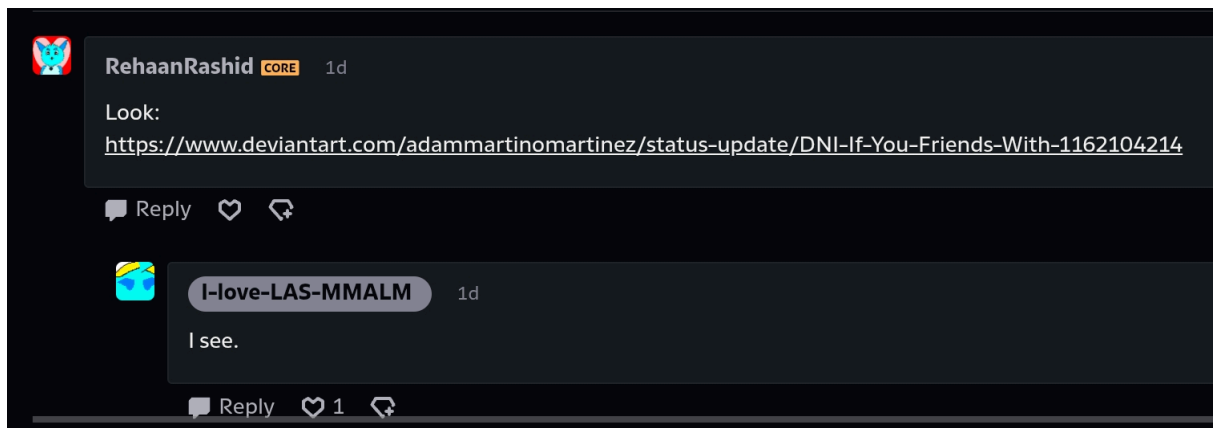 RehaanRashid CORE 1d
Look:
https://www.deviantart.com/adammartinomartinez/status-update/DNI-If-You-Friends-With-1162104214
Reply
I-love-LAS-MMALM 1d
I see.
Reply 1